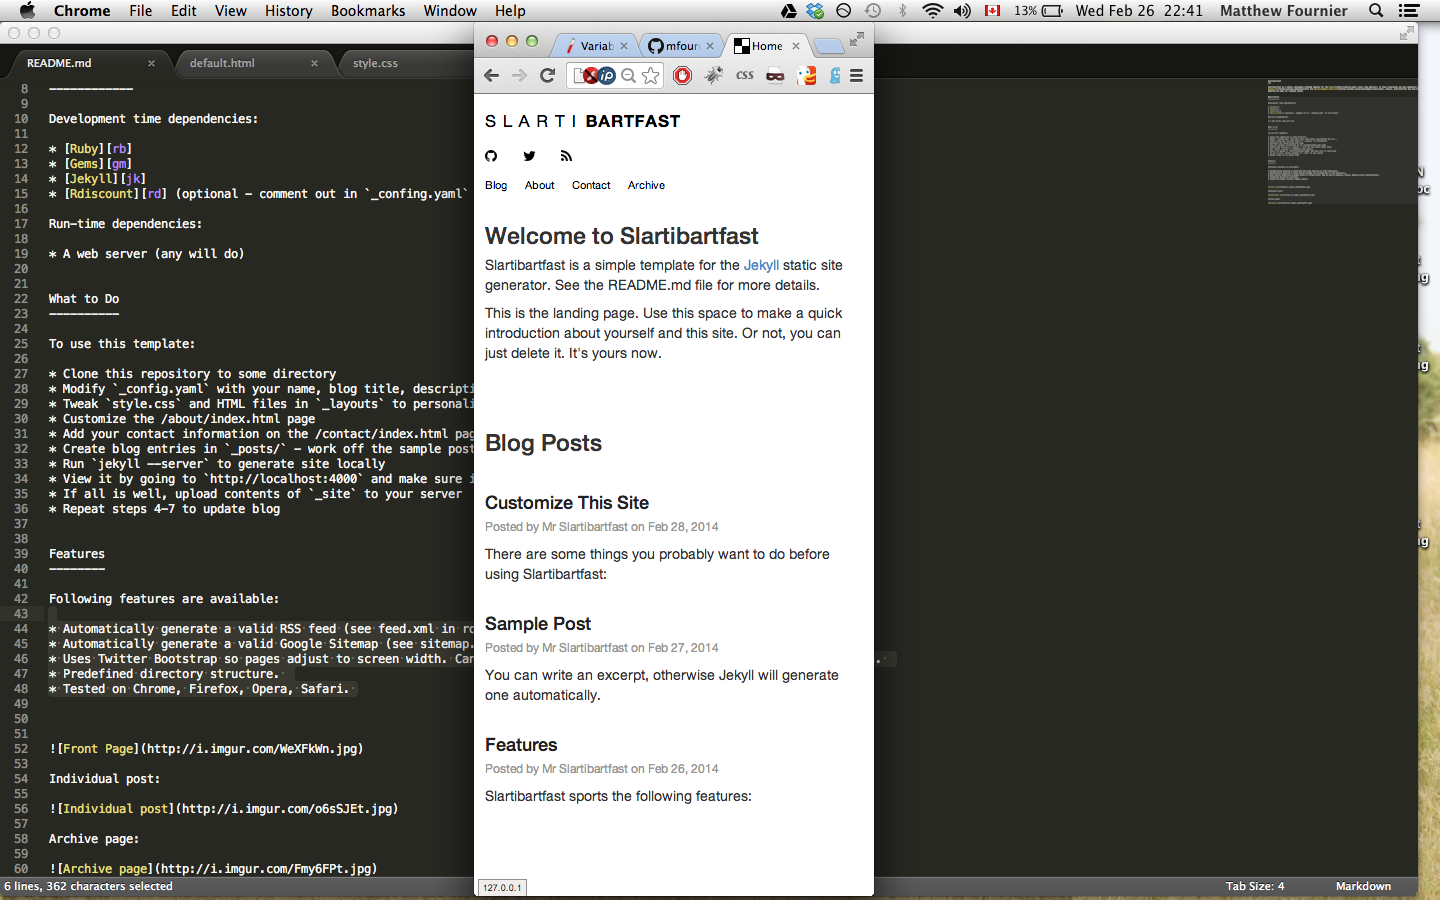 Chrome File Edit View History Bookmarks Window Help 13% Wed Feb 26 22:41 Matthew Fournier
README.md
default.html
style.css
8 ------------
9
10 Development time dependencies:
11
12 * [Ruby][rb]
13 * [Gems][gm]
14 * [Jekyll][jk]
15 * [Rdiscount][rd] (optional - comment out in `_confing.yaml`
16
17 Run-time dependencies:
18
19 * A web server (any will do)
20
21
22 What to Do
23 ----------
24
25 To use this template:
26
27 * Clone this repository to some directory
28 * Modify `_config.yaml` with your name, blog title, descripti
29 * Tweak `style.css` and HTML files in `_layouts` to personali
30 * Customize the /about/index.html page
31 * Add your contact information on the /contact/index.html pag
32 * Create blog entries in `_posts/` - work off the sample post
33 * Run `jekyll --server` to generate site locally
34 * View it by going to `http://localhost:4000` and make sure i
35 * If all is well, upload contents of `_site` to your server
36 * Repeat steps 4-7 to update blog
37
38
39 Features
40 --------
41
42 Following features are available:
43
44 * Automatically generate a valid RSS feed (see feed.xml in ro
45 * Automatically generate a valid Google Sitemap (see sitemap.
46 * Uses Twitter Bootstrap so pages adjust to screen width. Can
47 * Predefined directory structure.
48 * Tested on Chrome, Firefox, Opera, Safari.
49
50
51
52 ![Front Page](http://i.imgur.com/WeXFkWn.jpg)
53
54 Individual post:
55
56 ![Individual post](http://i.imgur.com/o6sSJEt.jpg)
57
58 Archive page:
59
60 ![Archive page](http://i.imgur.com/Fmy6FPt.jpg)
6 lines, 362 characters selected
Tab Size: 4
Markdown
Variab
mfour
Home
CSS
SLARTIBARTFAST
Blog About Contact Archive
Welcome to Slartibartfast
Slartibartfast is a simple template for the Jekyll static site
generator. See the README.md file for more details.
This is the landing page. Use this space to make a quick
introduction about yourself and this site. Or not, you can
just delete it. It's yours now.
Blog Posts
Customize This Site
Posted by Mr Slartibartfast on Feb 28, 2014
There are some things you probably want to do before
using Slartibartfast:
Sample Post
Posted by Mr Slartibartfast on Feb 27, 2014
You can write an excerpt, otherwise Jekyll will generate
one automatically.
Features
Posted by Mr Slartibartfast on Feb 26, 2014
Slartibartfast sports the following features:
127.0.0.1